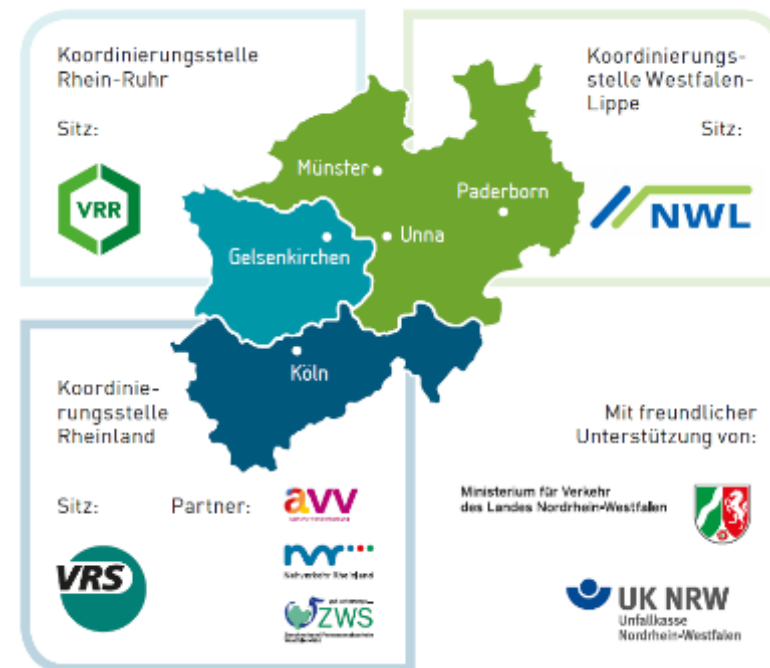 Koordinierungsstelle
Rhein-Ruhr
Sitz:
VRR
Koordinierungs-
stelle Westfalen-
Lippe
Sitz:
NWL
Münster
Paderborn
Unna
Gelsenkirchen
Köln
Koordinie-
rungsstelle
Rheinland
Sitz:
VRS
Partner:
avv
nvr
Nahverkehr Rheinland
ZWS
Mit freundlicher
Unterstützung von:
Ministerium für Verkehr
des Landes Nordrhein-Westfalen
UK NRW
Unfallkasse
Nordrhein-Westfalen